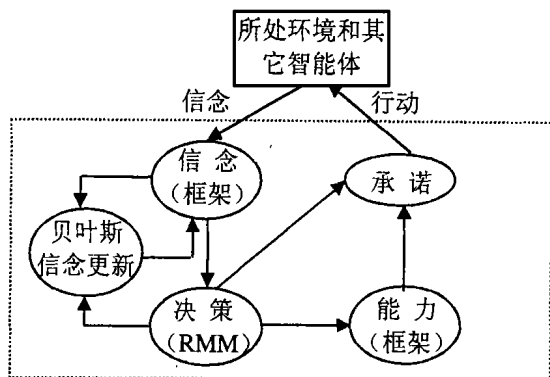 所处环境和其
它智能体
信念
行动
信 念
(框架)
承 诺
贝叶斯
信念更新
决 策
(RMM)
能 力
(框架)